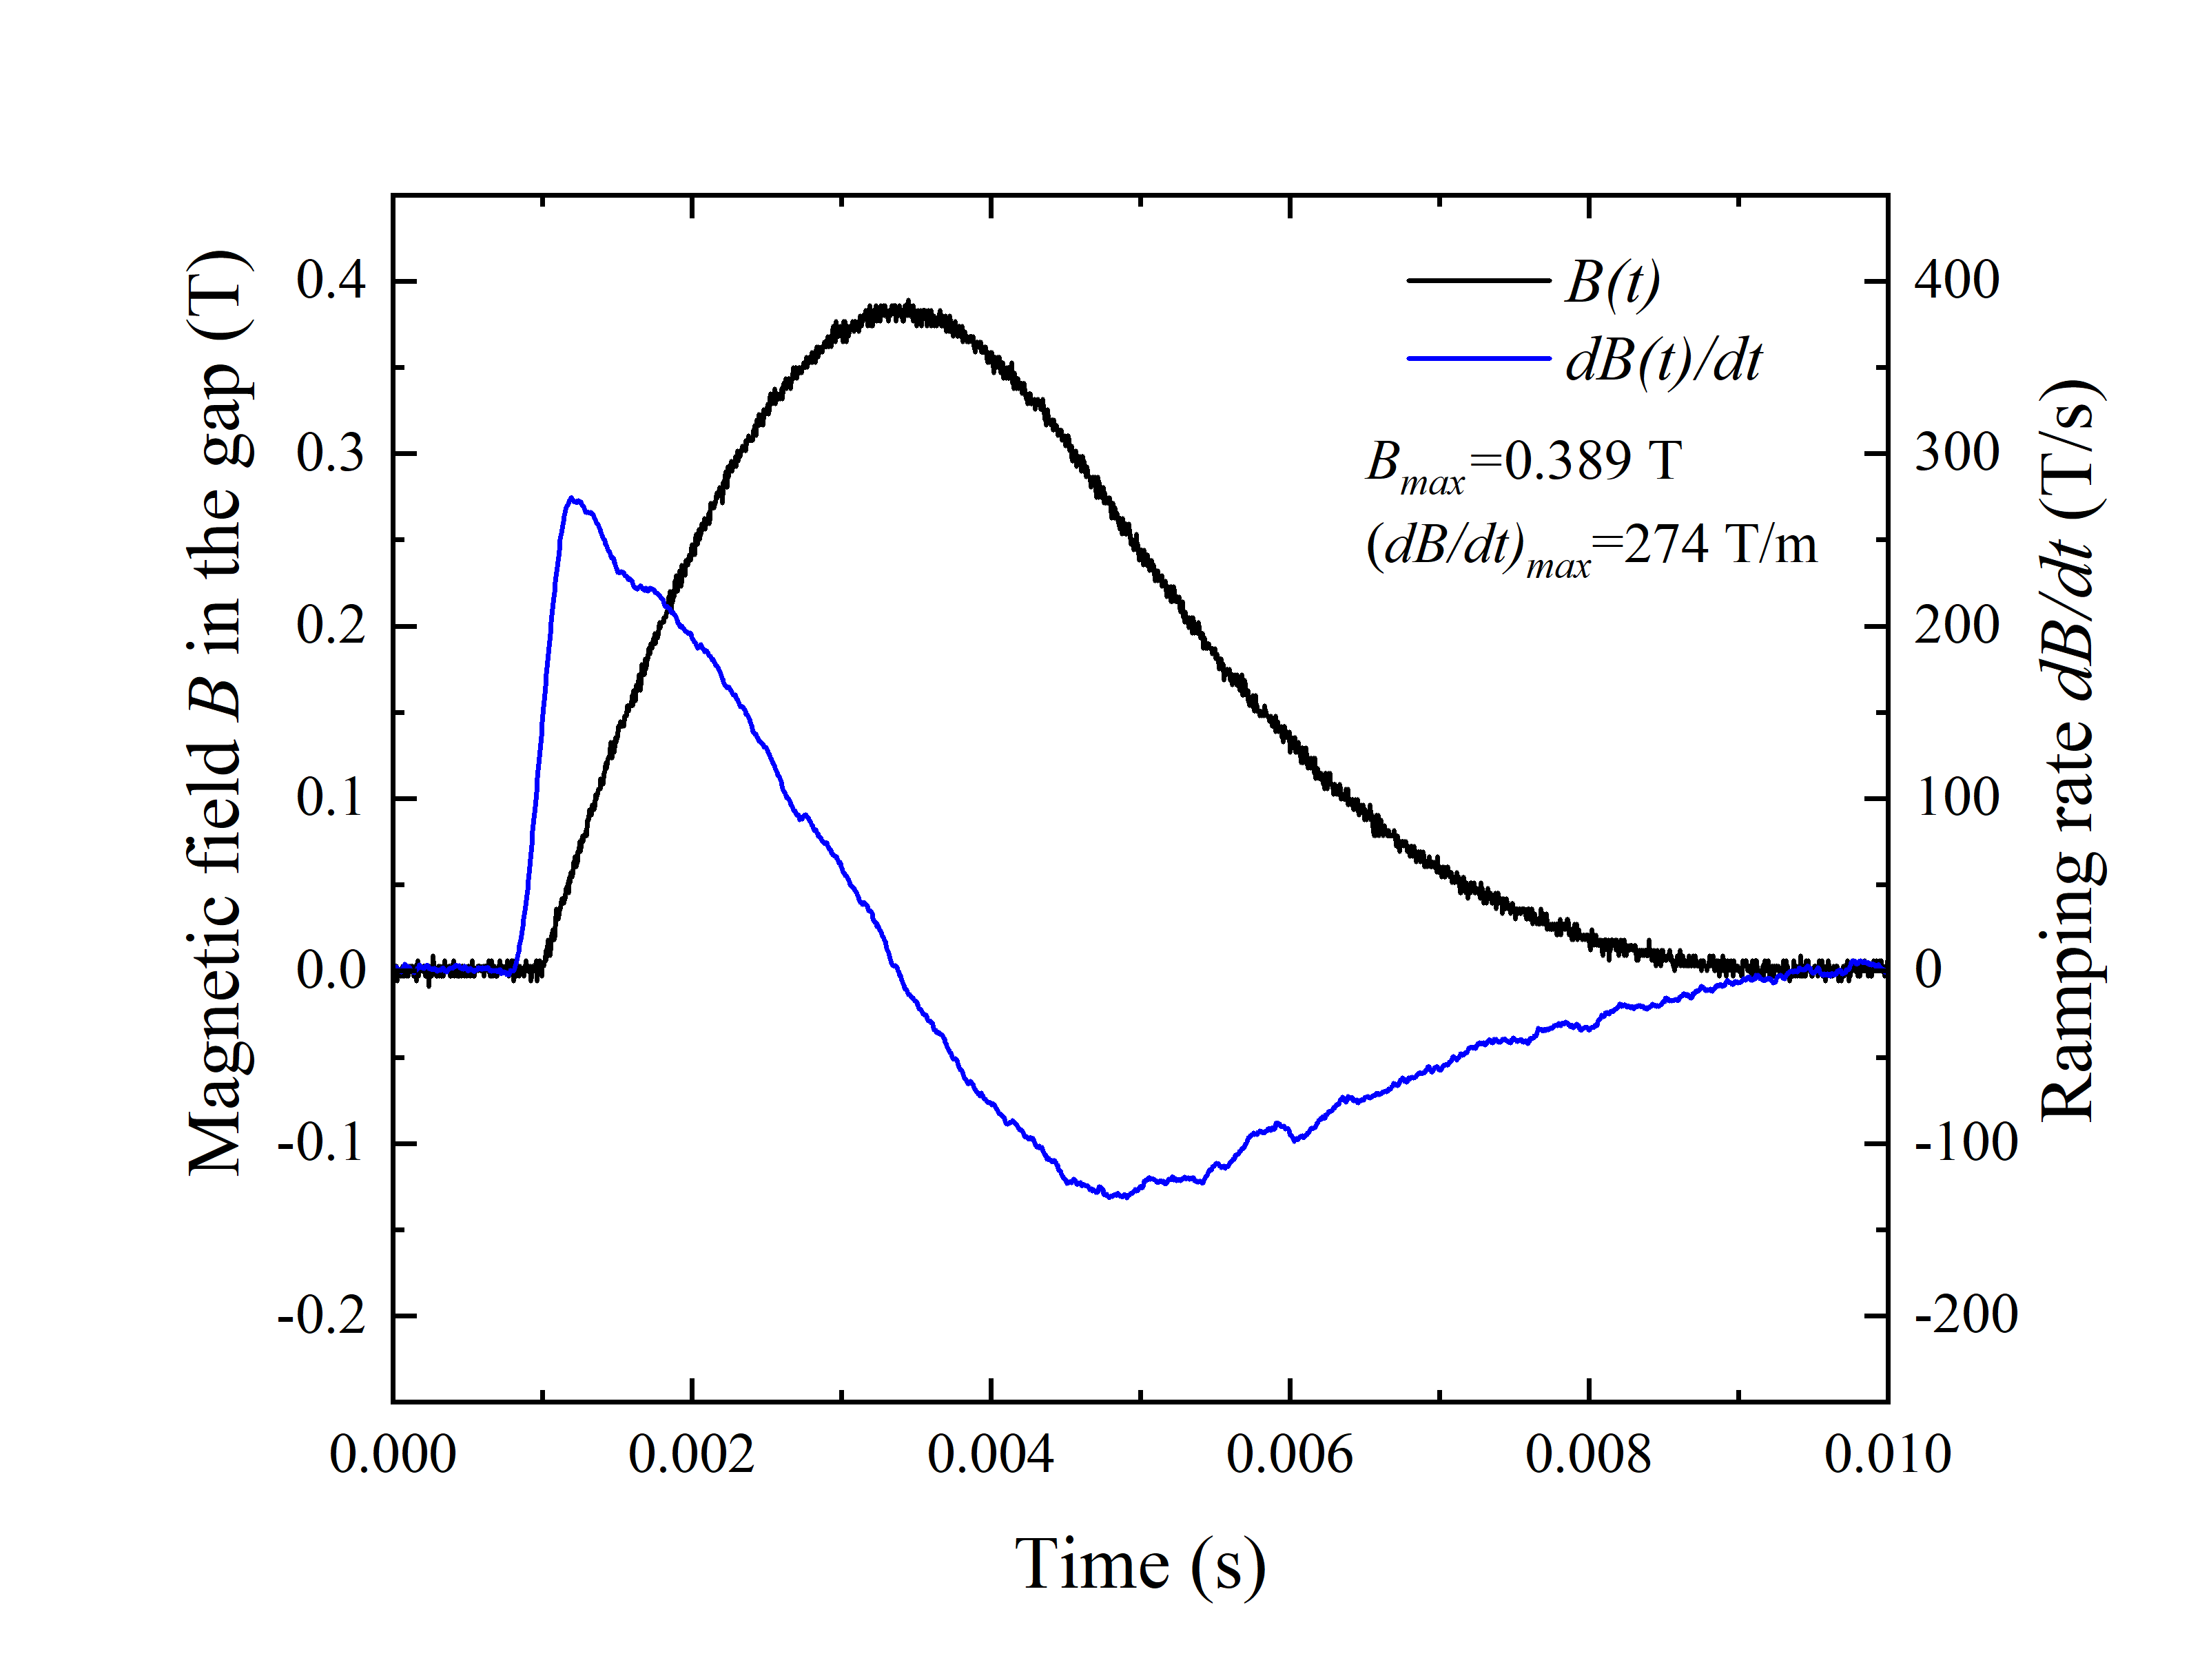 Magnetic field B in the gap (T)
0.4
0.3
0.2
0.1
0.0
-0.1
-0.2
B(t)
dB(t)/dt
Bmax=0.389 T
(dB/dt)max=274 T/m
400
300
200
100
0
-100
-200
Ramping rate dB/dt (T/s)
0.000 0.002 0.004 0.006 0.008 0.010
Time (s)